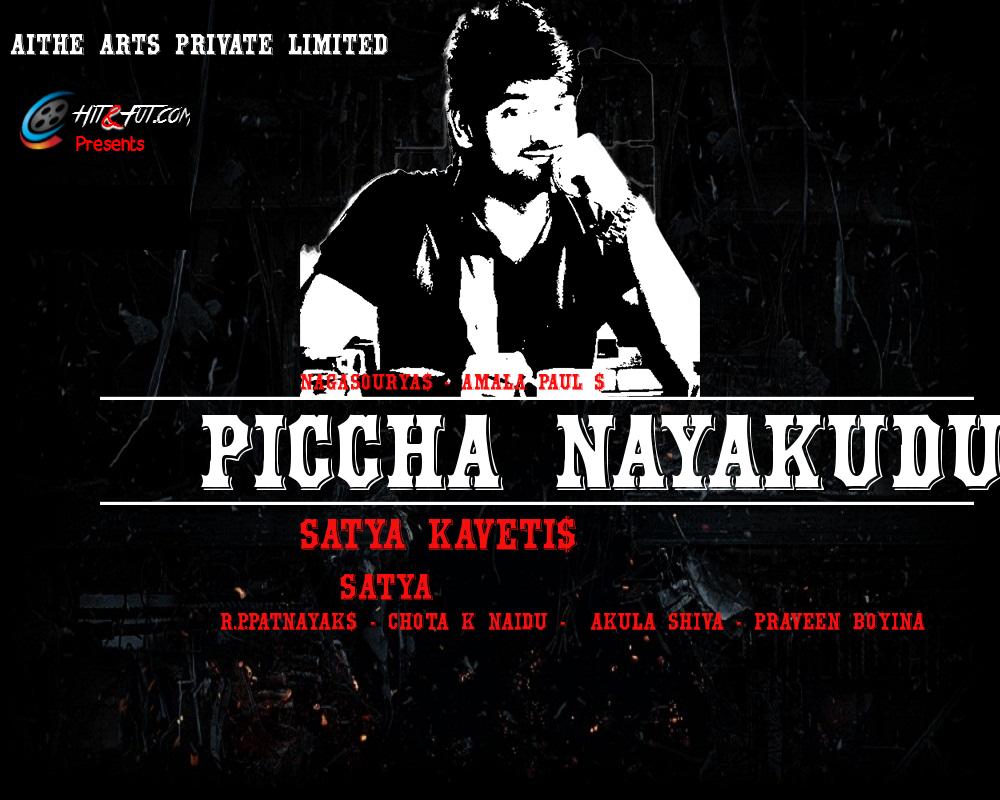 AITHE ARTS PRIVATE LIMITED
HIT&FUT.COM
Presents
NAGASOURYA$ - AMALA PAUL $
PICCHA NAYAKUDU
SATYA KAVETI$
SATYA
R.P.PATNAYAK$ - CHOTA K NAIDU - AKULA SHIVA - PRAVEEN BOYINA